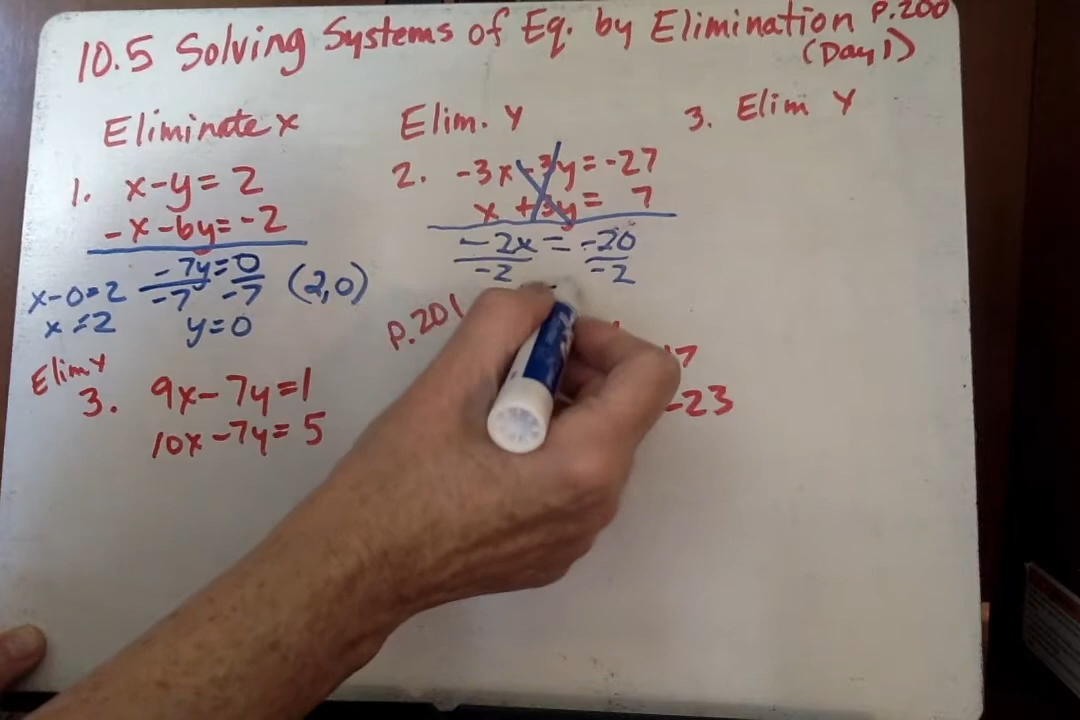 10.5 Solving Systems of Eq. by Elimination P.200
(Day 1)
Eliminate x
1. x-y=2
-x-6y=-2
-7y=0
-7 -7
x-0=2
x=2
y=0
(2,0)
Elim. Y
2. -3x-3y=-27
x+3y=7
-2x=-20
-2 -2
3. Elim Y
Elim Y
3. 9x-7y=1
10x-7y=5
P.201
-23